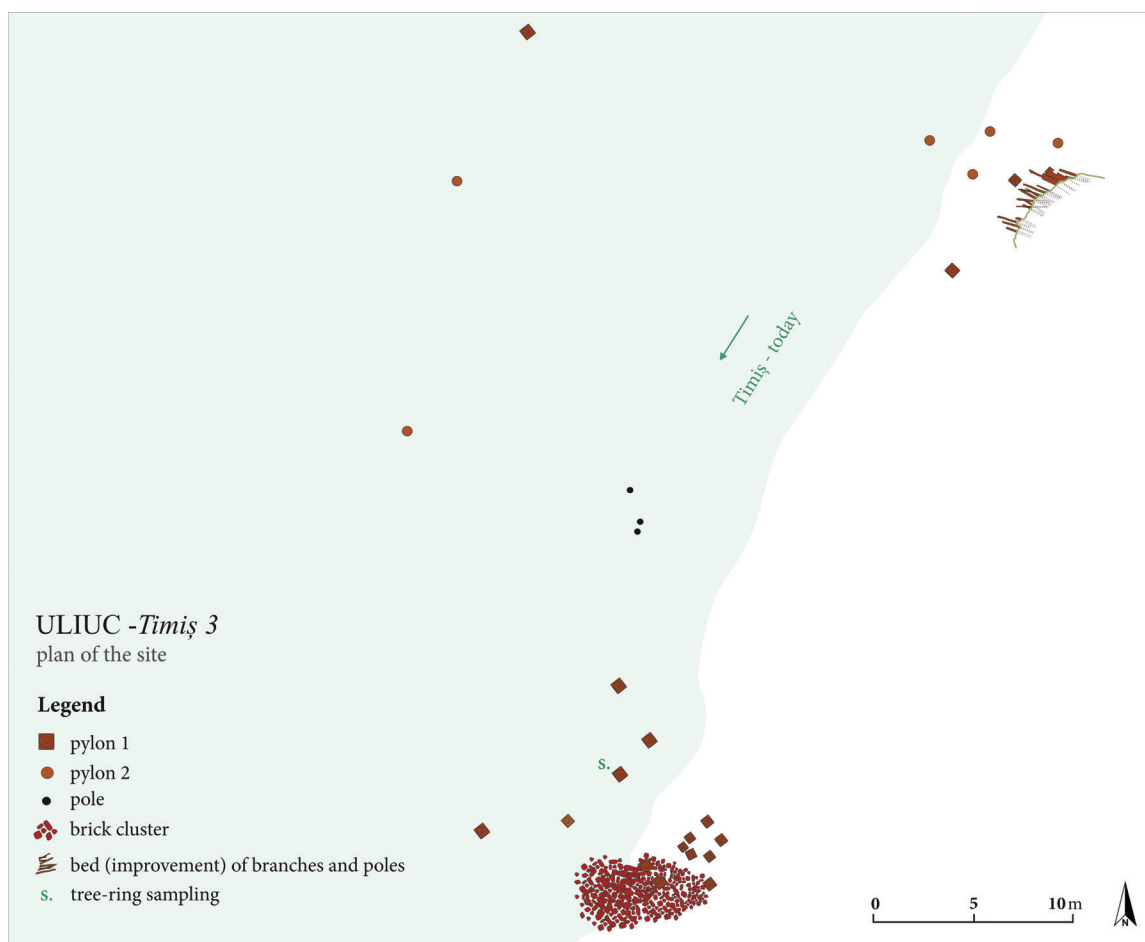 Timiș - today
ULIUC -Timiș 3
plan of the site
Legend
pylon 1
pylon 2
pole
s.
brick cluster
bed (improvement) of branches and poles
s. tree-ring sampling
0 5 10 m
N